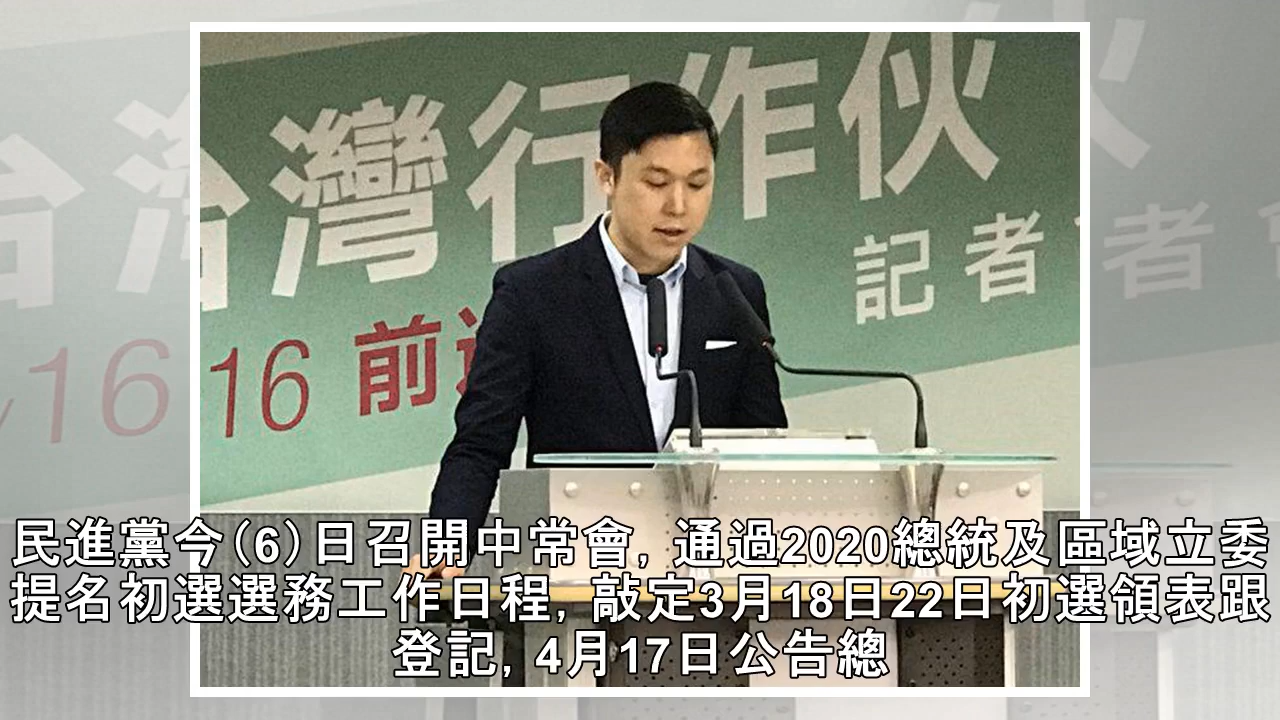 台灣行作伙
記者
16 前
民進黨今(6)日召開中常會, 通過2020總統及區域立委
提名初選選務工作日程, 敲定3月18日22日初選領表跟
登記, 4月17日公告總